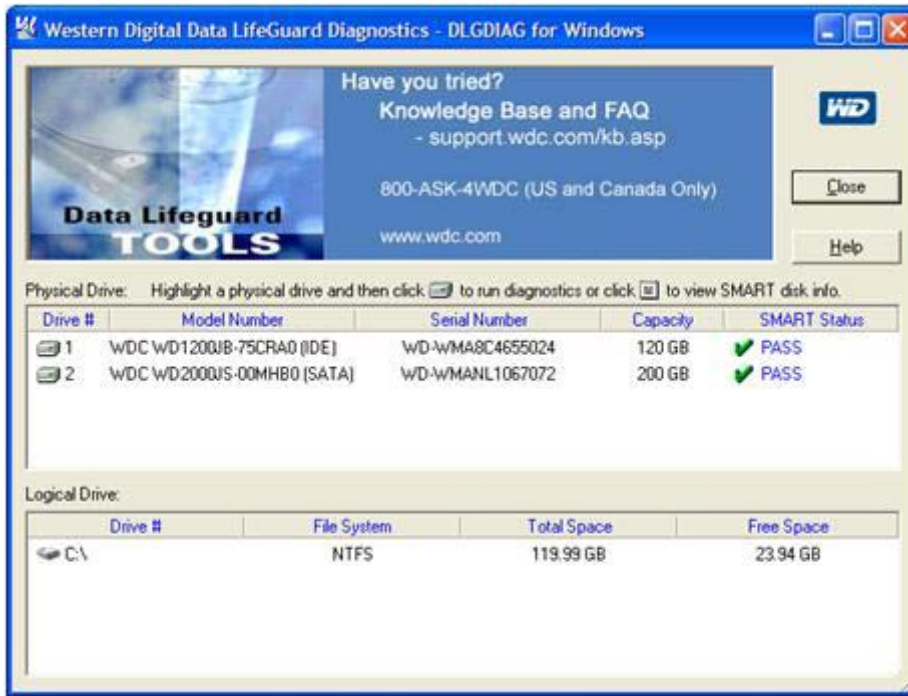 Western Digital Data LifeGuard Diagnostics - DLGDIAG for Windows
Data Lifeguard
TOOLS
Have you tried?
Knowledge Base and FAQ
- support.wdc.com/kb.asp
800-ASK-4WDC (US and Canada Only)
www.wdc.com
WD
Close
Help
Physical Drive: Highlight a physical drive and then click to run diagnostics or click to view SMART disk info.
Drive # Model Number Serial Number Capacity SMART Status
1 WDC WD1200JB-75CRA0 (IDE) WD-WMA8C4655024 120 GB PASS
2 WDC WD2000JS-00MHB0 (SATA) WD-WMANL1067072 200 GB PASS
Logical Drive:
Drive # File System Total Space Free Space
C:\ NTFS 119.99 GB 23.94 GB